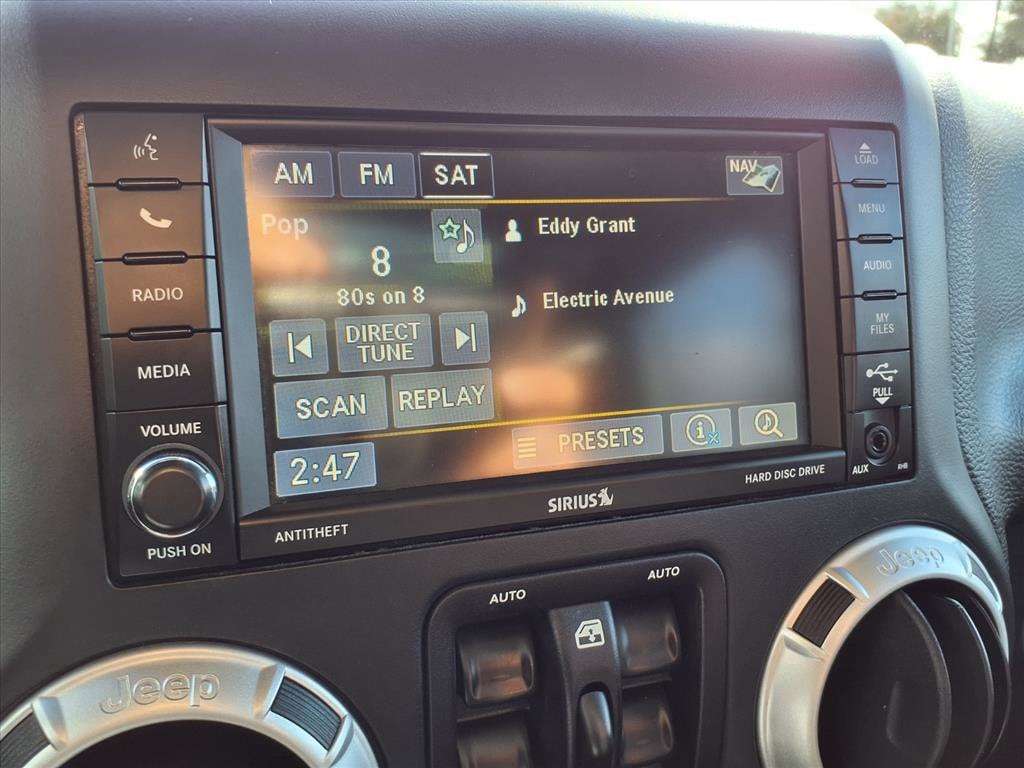 AM FM SAT
NAV
LOAD
MENU
AUDIO
MY
FILES
PULL
AUX
RHB
RADIO
MEDIA
VOLUME
PUSH ON
Pop
8
80s on 8
Eddy Grant
Electric Avenue
DIRECT
TUNE
SCAN REPLAY
2:47
PRESETS
ANTITHEFT
SIRIUS
HARD DISC DRIVE
AUTO
AUTO
Jeep
Jeep